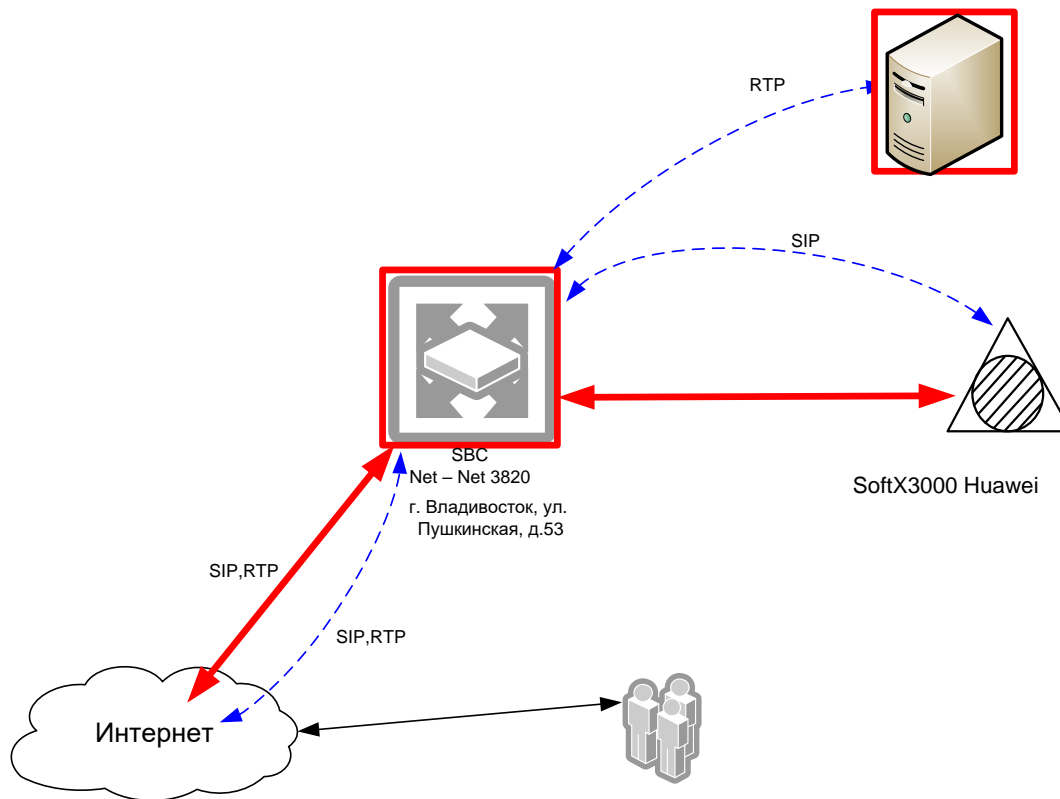 RTP
SIP
SBC
Net – Net 3820
г. Владивосток, ул.
Пушкинская, д.53
SoftX3000 Huawei
SIP,RTP
SIP,RTP
Интернет